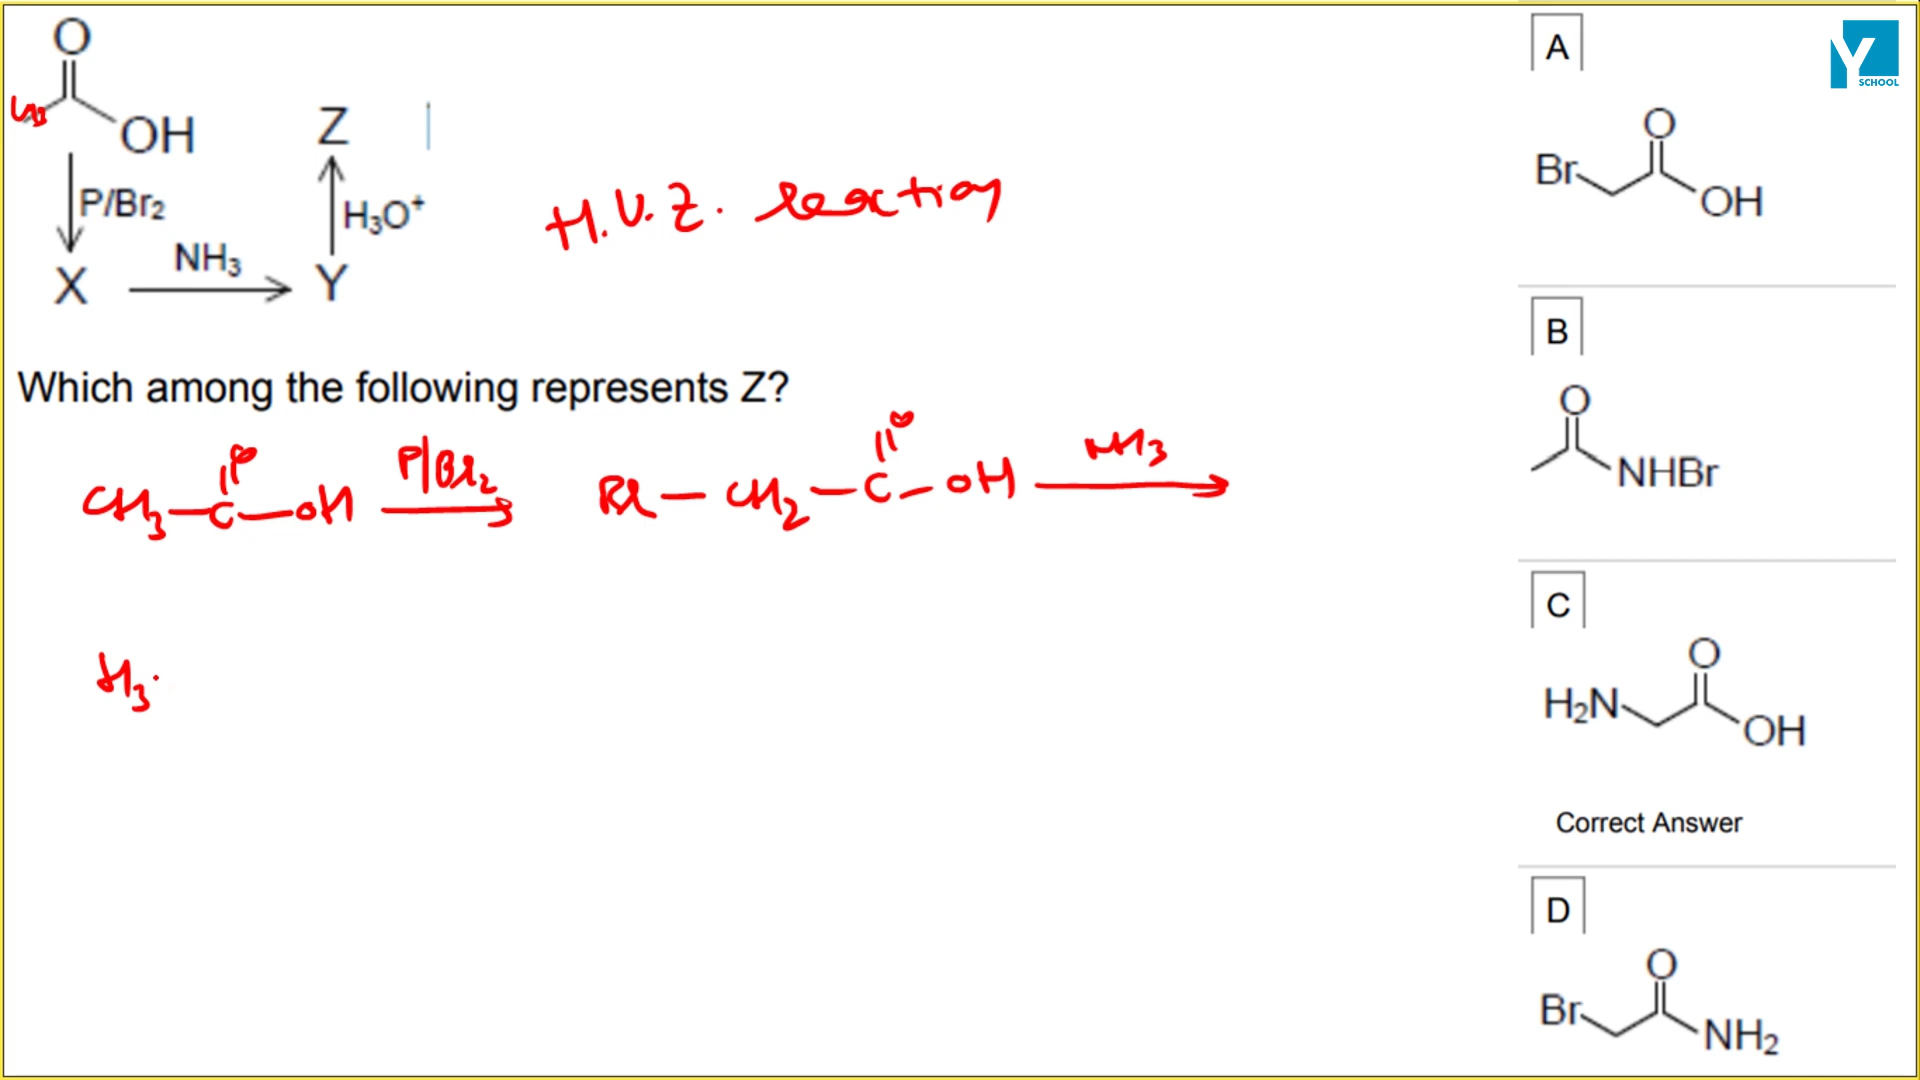 O
OH
P/Br₂
X
NH₃
Y
H₃O⁺
Z
H.V.Z. reaction
Which among the following represents Z?
CH₃—C—OH
O
P/Br₂
Br—CH₂—C—OH
O
NH₃
H₃
A
O
Br
OH
B
O
NHBr
C
O
H₂N
OH
Correct Answer
D
O
Br
NH₂
Y
SCHOOL